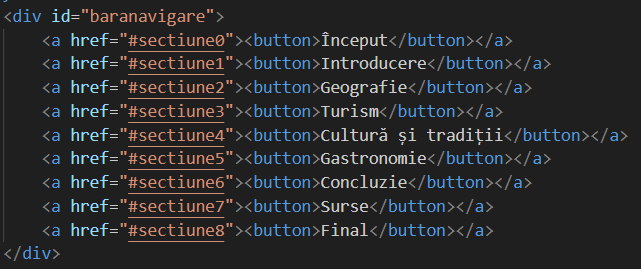 <div id="baranavigare">
<a href="#sectiune0"><button>Început</button></a>
<a href="#sectiune1"><button>Introducere</button></a>
<a href="#sectiune2"><button>Geografie</button></a>
<a href="#sectiune3"><button>Turism</button></a>
<a href="#sectiune4"><button>Cultură și tradiții</button></a>
<a href="#sectiune5"><button>Gastronomie</button></a>
<a href="#sectiune6"><button>Concluzie</button></a>
<a href="#sectiune7"><button>Surse</button></a>
<a href="#sectiune8"><button>Final</button></a>
</div>